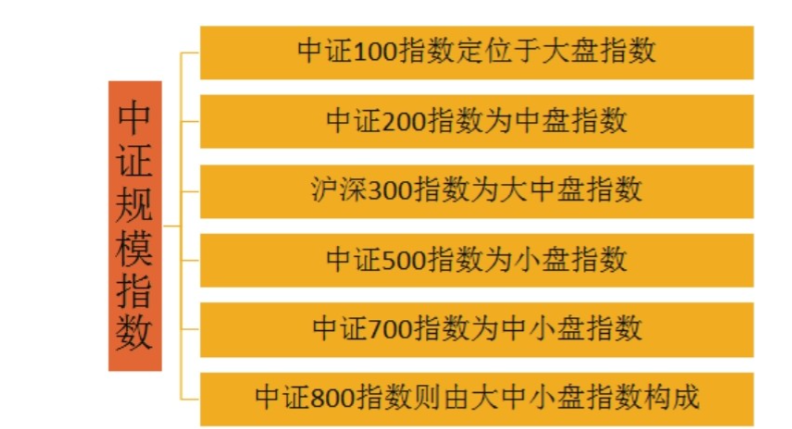 中证规模指数
中证100指数定位于大盘指数
中证200指数为中盘指数
沪深300指数为大中盘指数
中证500指数为小盘指数
中证700指数为中小盘指数
中证800指数则由大中小盘指数构成